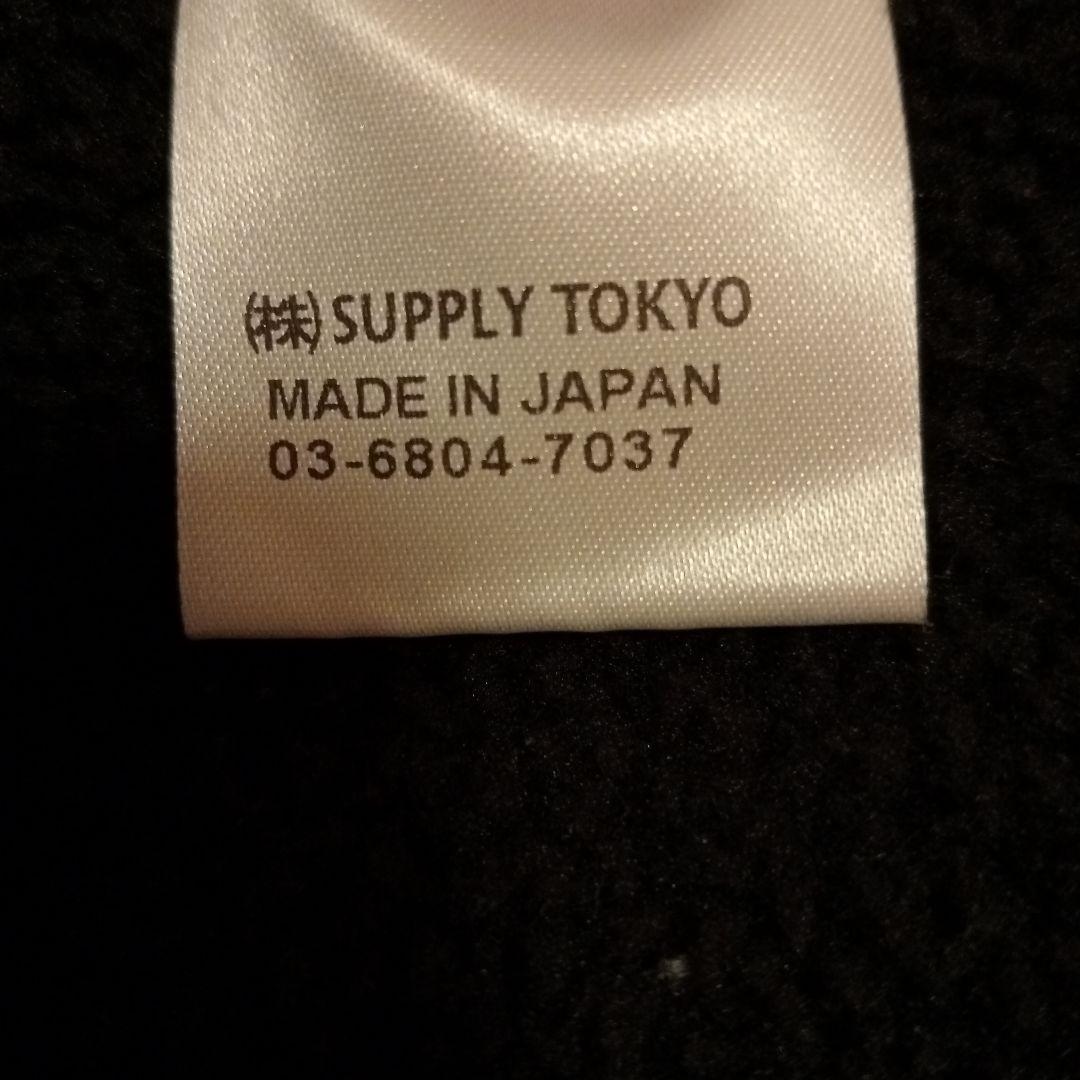 (株)SUPPLY TOKYO
MADE IN JAPAN
03-6804-7037